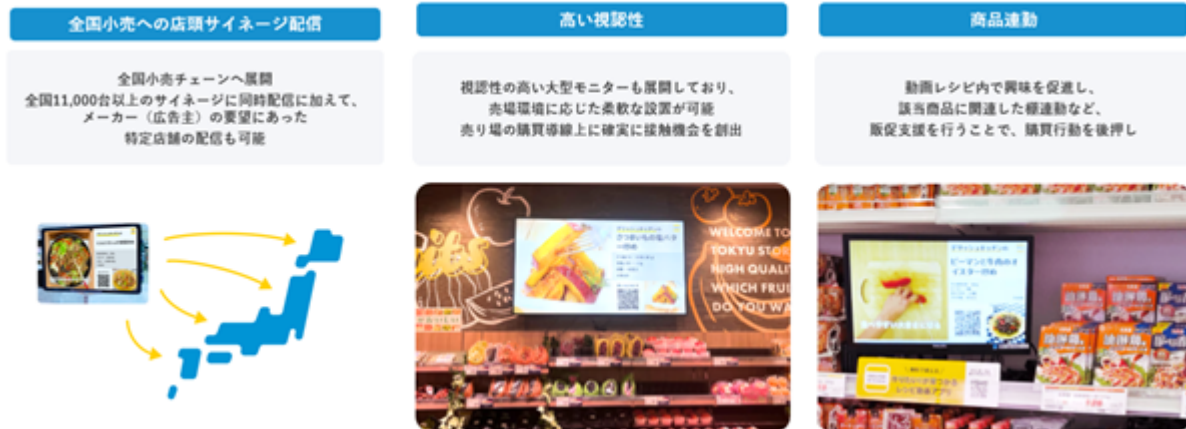 全国小売への店頭サイネージ配信
全国小売チェーンへ展開
全国11,000台以上のサイネージに同時配信に加えて、
メーカー（広告主）の要望にあった
特定店舗の配信も可能
高い視認性
視認性の高い大型モニターも展開しており、
売場環境に応じた柔軟な設置が可能
売り場の購買導線上に確実に接触機会を創出
WELCOME TO
TOKYU STO
HIGH QUALI
WHICH FRUI
DO YOU WA
商品連動
動画レシピ内で興味を促進し、
該当商品に関連した棚連動など、
販促支援を行うことで、購買行動を後押し
ピーマンと牛肉のオ
イスター炒め